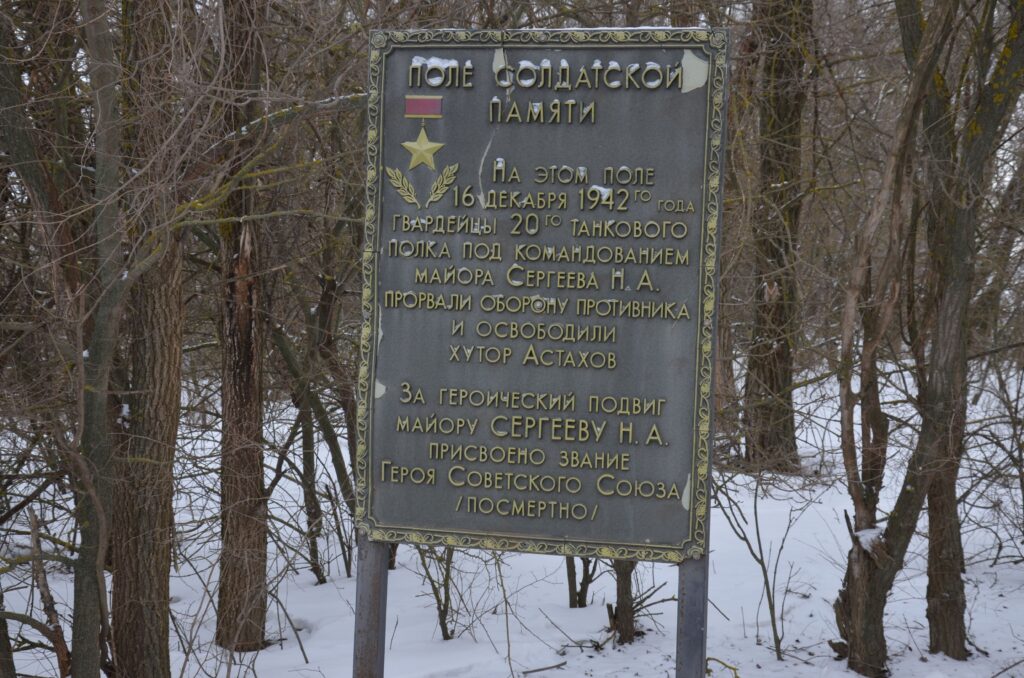 Поле солдатской
памяти
На этом поле
16 декабря 1942го года
гвардейцы 20го танкового
полка под командованием
майора Сергеева Н. А.
прорвали оборону противника
и освободили
хутор Астахов
За героический подвиг
майору СЕРГЕЕВУ Н. А.
присвоено звание
Героя Советского Союза
/посмертно/